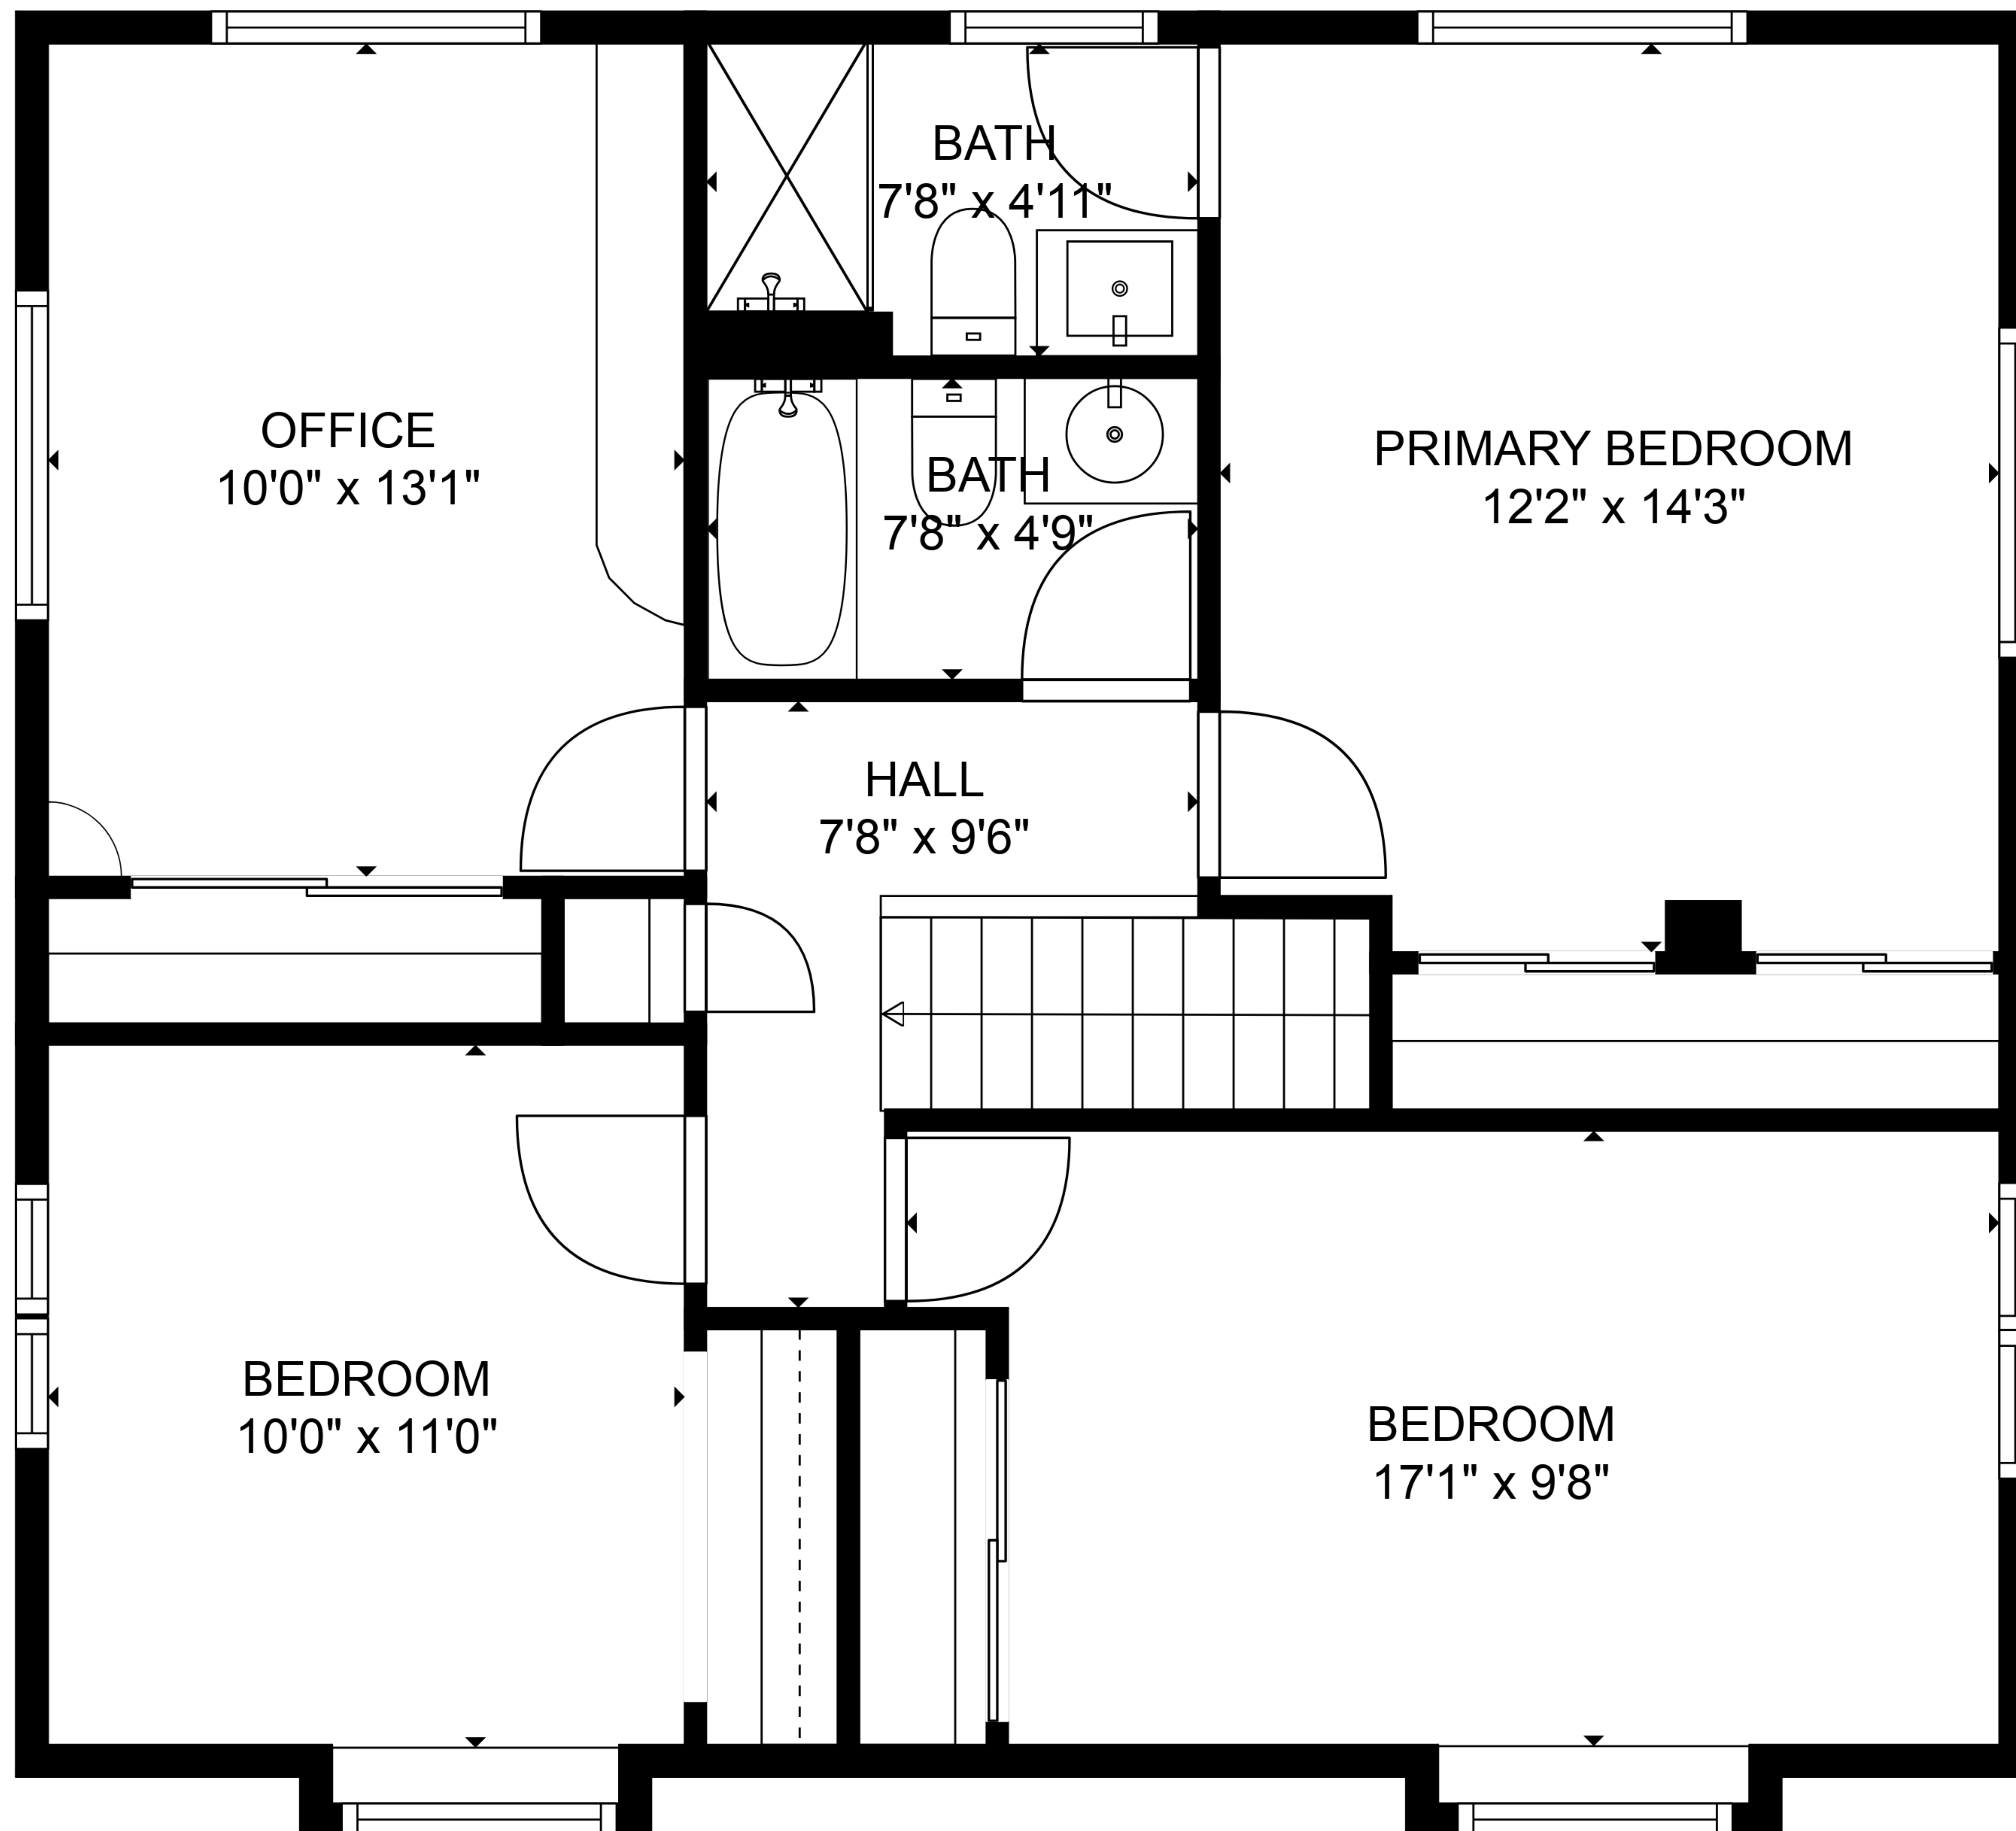 BATH
7'8" x 4'11"
OFFICE
10'0" x 13'1"
PRIMARY BEDROOM
12'2" x 14'3"
BATH
7'8" x 4'9"
HALL
7'8" x 9'6"
BEDROOM
10'0" x 11'0"
BEDROOM
17'1" x 9'8"